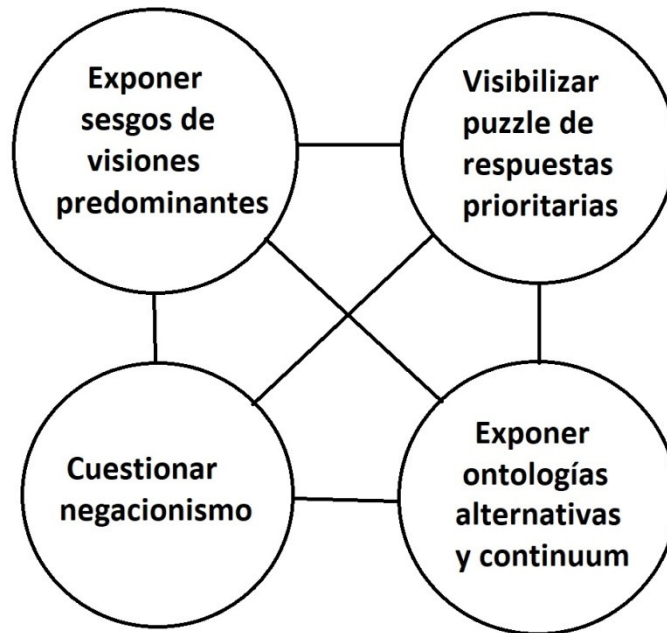 Exponer
sesgos de
visiones
predominantes
Visibilizar
puzzle de
respuestas
prioritarias
Cuestionar
negacionismo
Exponer
ontologías
alternativas
y continuum